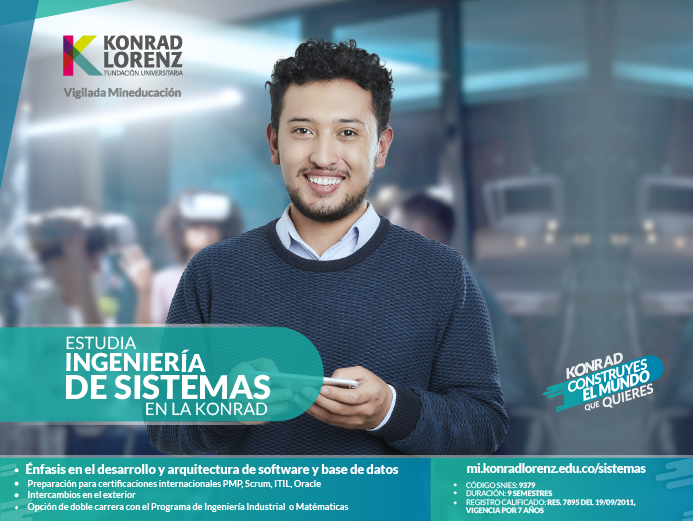 KONRAD
LORENZ
FUNDACIÓN UNIVERSITARIA
Vigilada Mineducación
ESTUDIA
INGENIERÍA
DE SISTEMAS
EN LA KONRAD
KONRAD
CONSTRUYES
EL MUNDO
QUE QUIERES
• Énfasis en el desarrollo y arquitectura de software y base de datos
• Preparación para certificaciones internacionales PMP, Scrum, ITIL, Oracle
• Intercambios en el exterior
• Opción de doble carrera con el Programa de Ingeniería Industrial o Matématicas
mi.konradlorenz.edu.co/sistemas
• CÓDIGO SNIES: 9379
• DURACIÓN: 9 SEMESTRES
• REGISTRO CALIFICADO: RES. 7895 DEL 19/09/2011,
VIGENCIA POR 7 AÑOS